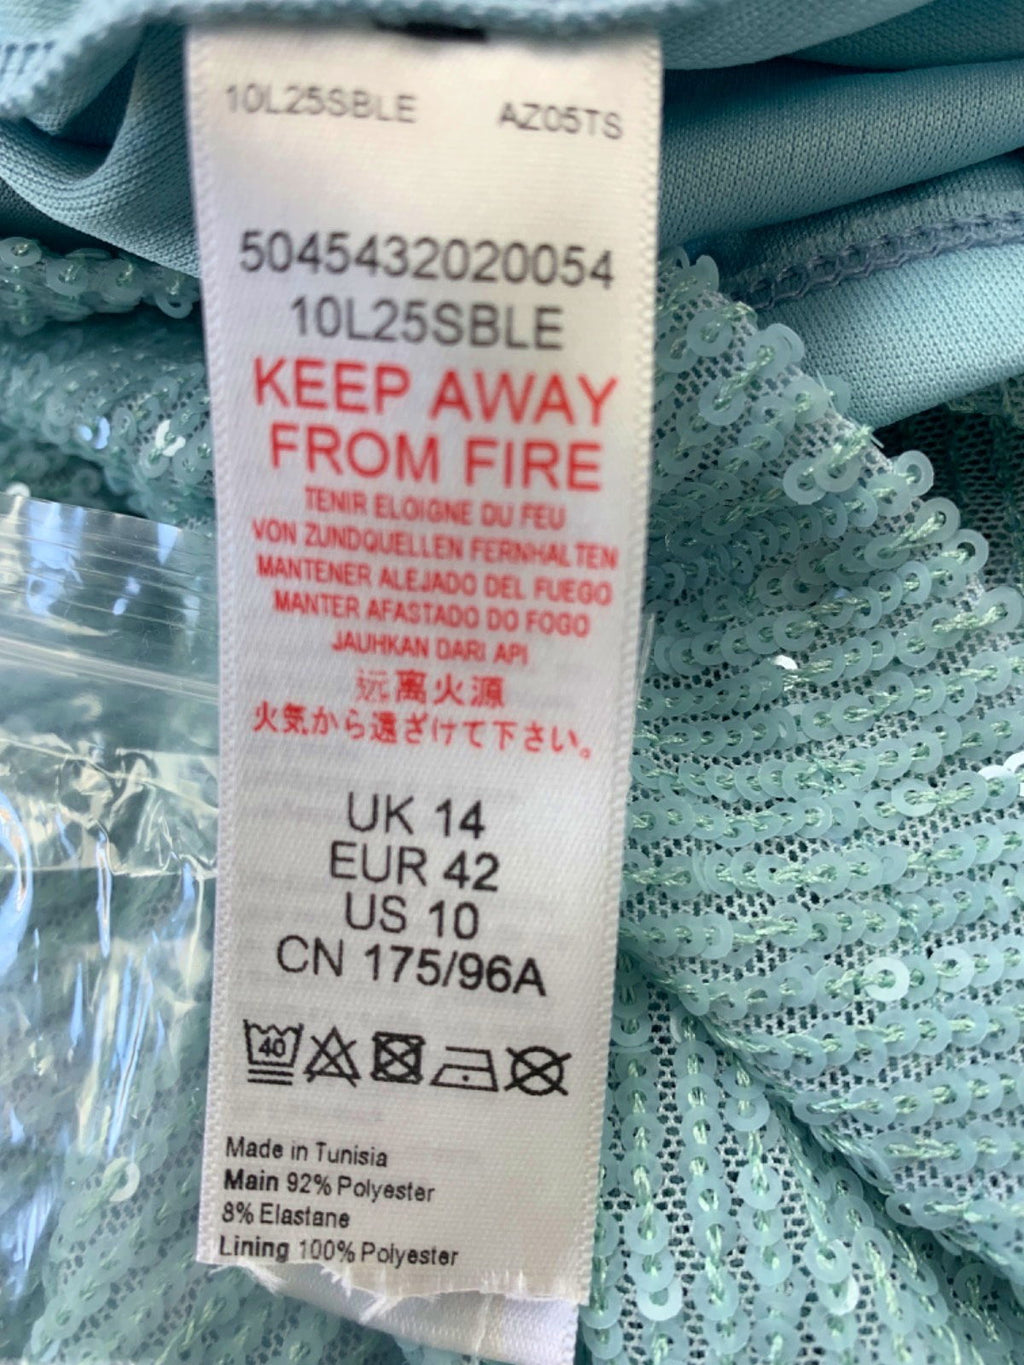 10L25SBLE AZ05TS
5045432020054
10L25SBLE
KEEP AWAY
FROM FIRE
TENIR ELOIGNE DU FEU
VON ZUNDQUELLEN FERNHALTEN
MANTENER ALEJADO DEL FUEGO
MANTER AFASTADO DO FOGO
JAUHKAN DARI API
远离火源
火気から遠ざけて下さい。
UK 14
EUR 42
US 10
CN 175/96A
40
Made in Tunisia
Main 92% Polyester
8% Elastane
Lining 100% Polyester